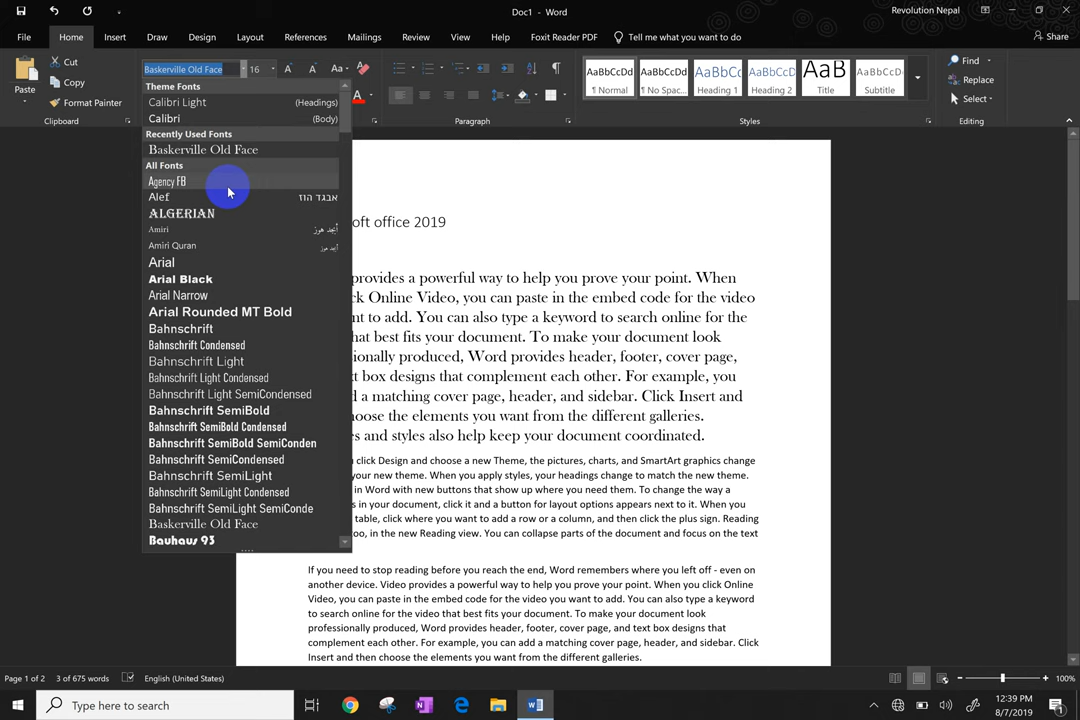 Doc1 - Word
Revolution Nepal
File Home Insert Draw Design Layout References Mailings Review View Help Foxit Reader PDF Tell me what you want to do Share
Paste
Cut
Copy
Format Painter
Clipboard
Baskerville Old Face 16 Aa
Paragraph
AaBbCcDd
¶ Normal
AaBbCcDd
¶ No Spac...
AaBbCc
Heading 1
AaBbCcD
Heading 2
AaB
Title
AaBbCcD
Subtitle
Styles
Find
Replace
Select
Editing
Theme Fonts
Calibri Light (Headings)
Calibri (Body)
Recently Used Fonts
Baskerville Old Face
All Fonts
Agency FB
Alef אבגד הוז
ALGERIAN
Amiri أبجد هوز
Amiri Quran أبجد هوز
Arial
Arial Black
Arial Narrow
Arial Rounded MT Bold
Bahnschrift
Bahnschrift Condensed
Bahnschrift Light
Bahnschrift Light Condensed
Bahnschrift Light SemiCondensed
Bahnschrift SemiBold
Bahnschrift SemiBold Condensed
Bahnschrift SemiBold SemiConden
Bahnschrift SemiCondensed
Bahnschrift SemiLight
Bahnschrift SemiLight Condensed
Bahnschrift SemiLight SemiConde
Baskerville Old Face
Bauhaus 93
oft office 2019
provides a powerful way to help you prove your point. When
ck Online Video, you can paste in the embed code for the video
nt to add. You can also type a keyword to search online for the
hat best fits your document. To make your document look
ionally produced, Word provides header, footer, cover page,
xt box designs that complement each other. For example, you
d a matching cover page, header, and sidebar. Click Insert and
hoose the elements you want from the different galleries.
es and styles also help keep your document coordinated.
click Design and choose a new Theme, the pictures, charts, and SmartArt graphics change
your new theme. When you apply styles, your headings change to match the new theme.
in Word with new buttons that show up where you need them. To change the way a
s in your document, click it and a button for layout options appears next to it. When you
table, click where you want to add a row or a column, and then click the plus sign. Reading
too, in the new Reading view. You can collapse parts of the document and focus on the text
If you need to stop reading before you reach the end, Word remembers where you left off - even on
another device. Video provides a powerful way to help you prove your point. When you click Online
Video, you can paste in the embed code for the video you want to add. You can also type a keyword
to search online for the video that best fits your document. To make your document look
professionally produced, Word provides header, footer, cover page, and text box designs that
complement each other. For example, you can add a matching cover page, header, and sidebar. Click
Insert and then choose the elements you want from the different galleries.
Page 1 of 2 3 of 675 words English (United States) 100%
Type here to search
12:39 PM
8/7/2019